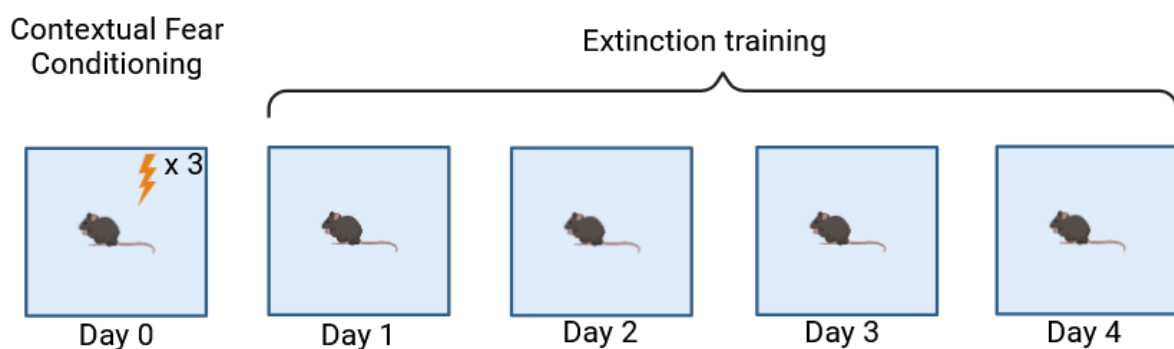 Contextual Fear
Conditioning
Extinction training
x 3
Day 0
Day 1
Day 2
Day 3
Day 4